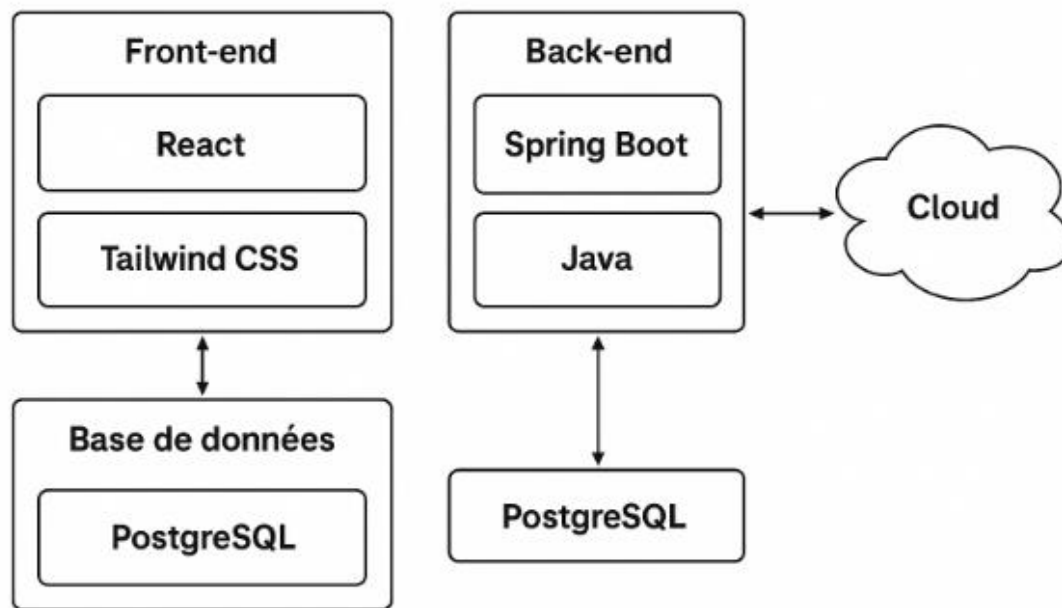 Front-end
React
Tailwind CSS
Base de données
PostgreSQL
Back-end
Spring Boot
Java
PostgreSQL
Cloud